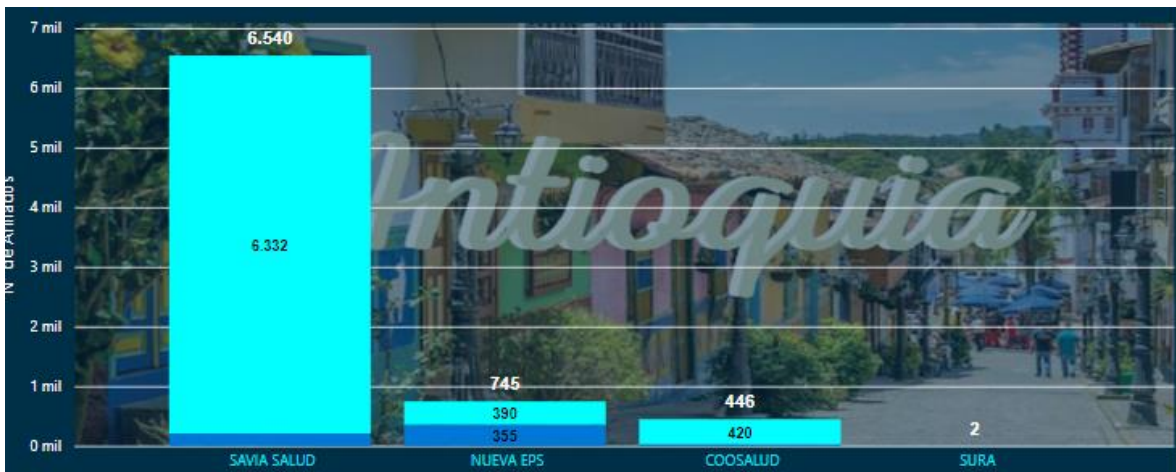 7 mil
6.540
6 mil
5 mil
Antioquia
4 mil
6.332
3 mil
2 mil
1 mil
745
390
446
355
420
2
0 mil
SAVIA SALUD
NUEVA EPS
COOSALUD
SURA
N° de Afiliados